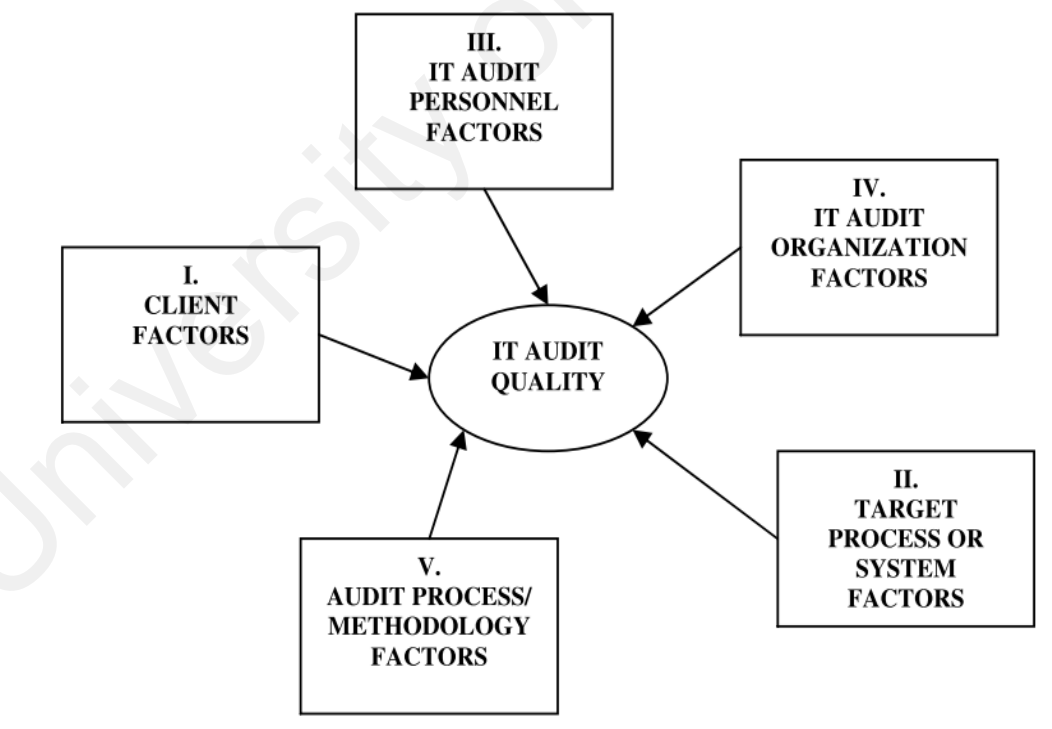 III.
IT AUDIT
PERSONNEL
FACTORS
IV.
IT AUDIT
ORGANIZATION
FACTORS
I.
CLIENT
FACTORS
IT AUDIT
QUALITY
II.
TARGET
PROCESS OR
SYSTEM
FACTORS
V.
AUDIT PROCESS/
METHODOLOGY
FACTORS
University